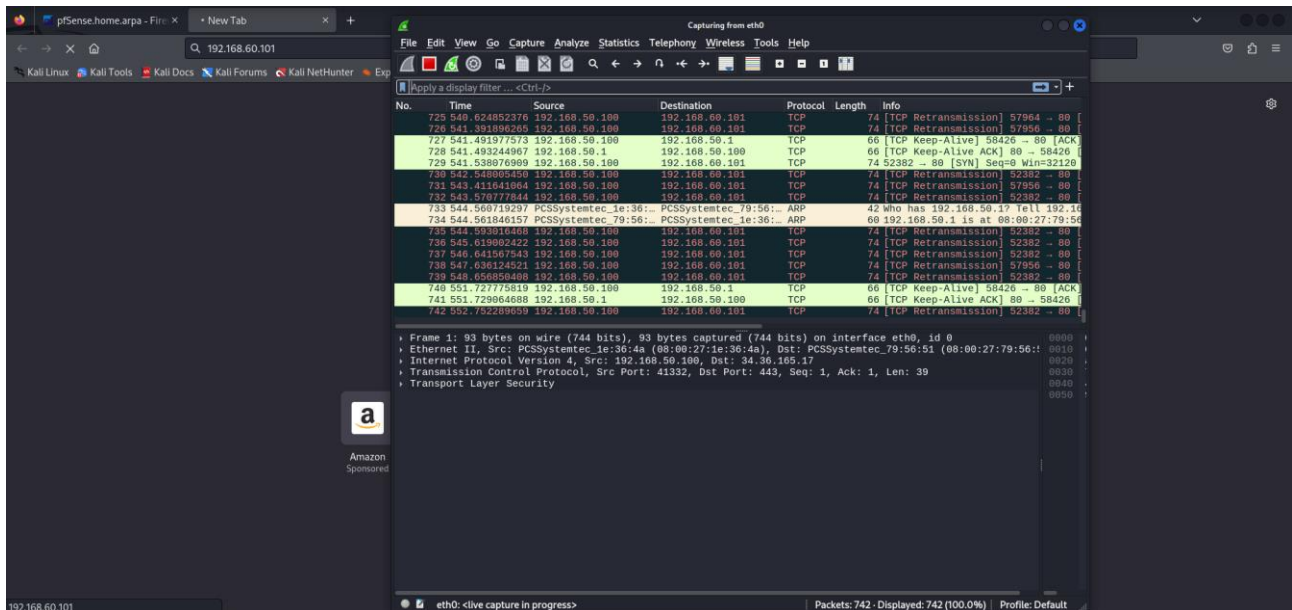 pfSense.home.arpa - Fire
• New Tab
Capturing from eth0
192.168.60.101
File Edit View Go Capture Analyze Statistics Telephony Wireless Tools Help
Kali Linux Kali Tools Kali Docs Kali Forums Kali NetHunter Exp
Apply a display filter ... <Ctrl-/>
No. Time Source Destination Protocol Length Info
725 540.624852376 192.168.50.100 192.168.60.101 TCP 74 [TCP Retransmission] 57964 → 80 [
726 541.391896265 192.168.50.100 192.168.60.101 TCP 74 [TCP Retransmission] 57956 → 80 [
727 541.491977573 192.168.50.100 192.168.50.1 TCP 66 [TCP Keep-Alive] 58426 → 80 [ACK]
728 541.493244967 192.168.50.1 192.168.50.100 TCP 66 [TCP Keep-Alive ACK] 80 → 58426 [
729 541.538076909 192.168.50.100 192.168.60.101 TCP 74 52382 → 80 [SYN] Seq=0 Win=32120
730 542.548005450 192.168.50.100 192.168.60.101 TCP 74 [TCP Retransmission] 52382 → 80 [
731 543.411641064 192.168.50.100 192.168.60.101 TCP 74 [TCP Retransmission] 57956 → 80 [
732 543.570777844 192.168.50.100 192.168.60.101 TCP 74 [TCP Retransmission] 52382 → 80 [
733 544.560719297 PCSSystemtec_1e:36:… PCSSystemtec_79:56:… ARP 42 Who has 192.168.50.1? Tell 192.16
734 544.561846157 PCSSystemtec_79:56:… PCSSystemtec_1e:36:… ARP 60 192.168.50.1 is at 08:00:27:79:56
735 544.593016468 192.168.50.100 192.168.60.101 TCP 74 [TCP Retransmission] 52382 → 80 [
736 545.619002422 192.168.50.100 192.168.60.101 TCP 74 [TCP Retransmission] 52382 → 80 [
737 546.641567543 192.168.50.100 192.168.60.101 TCP 74 [TCP Retransmission] 52382 → 80 [
738 547.636124521 192.168.50.100 192.168.60.101 TCP 74 [TCP Retransmission] 57956 → 80 [
739 548.656850408 192.168.50.100 192.168.60.101 TCP 74 [TCP Retransmission] 52382 → 80 [
740 551.727775819 192.168.50.100 192.168.50.1 TCP 66 [TCP Keep-Alive] 58426 → 80 [ACK]
741 551.729064688 192.168.50.1 192.168.50.100 TCP 66 [TCP Keep-Alive ACK] 80 → 58426 [
742 552.752289659 192.168.50.100 192.168.60.101 TCP 74 [TCP Retransmission] 52382 → 80 [
Frame 1: 93 bytes on wire (744 bits), 93 bytes captured (744 bits) on interface eth0, id 0 0000
Ethernet II, Src: PCSSystemtec_1e:36:4a (08:00:27:1e:36:4a), Dst: PCSSystemtec_79:56:51 (08:00:27:79:56: 0010
Internet Protocol Version 4, Src: 192.168.50.100, Dst: 34.36.165.17 0020
Transmission Control Protocol, Src Port: 41332, Dst Port: 443, Seq: 1, Ack: 1, Len: 39 0030
Transport Layer Security 0040
0050
a
Amazon
Sponsored
192.168.60.101
eth0: <live capture in progress> Packets: 742 · Displayed: 742 (100.0%) Profile: Default